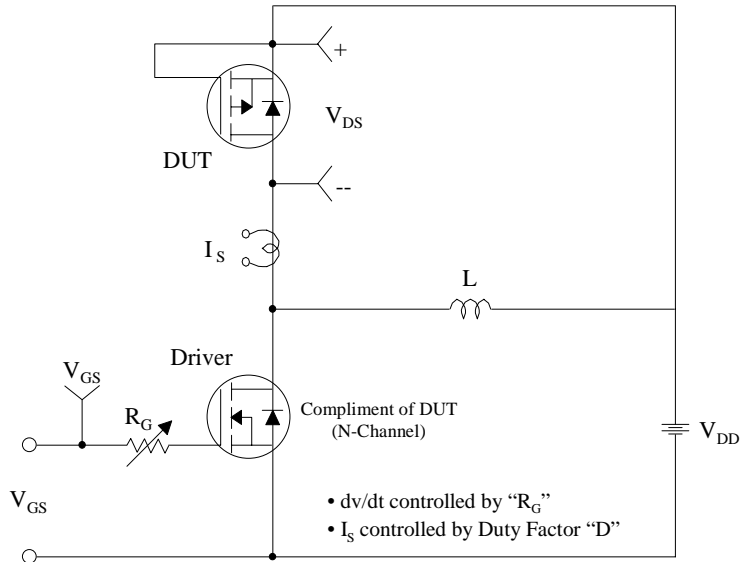 +
V_DS
DUT
--
I_S
L
Driver
V_GS
R_G
Compliment of DUT
(N-Channel)
V_DD
V_GS
• dv/dt controlled by “R_G”
• I_S controlled by Duty Factor “D”